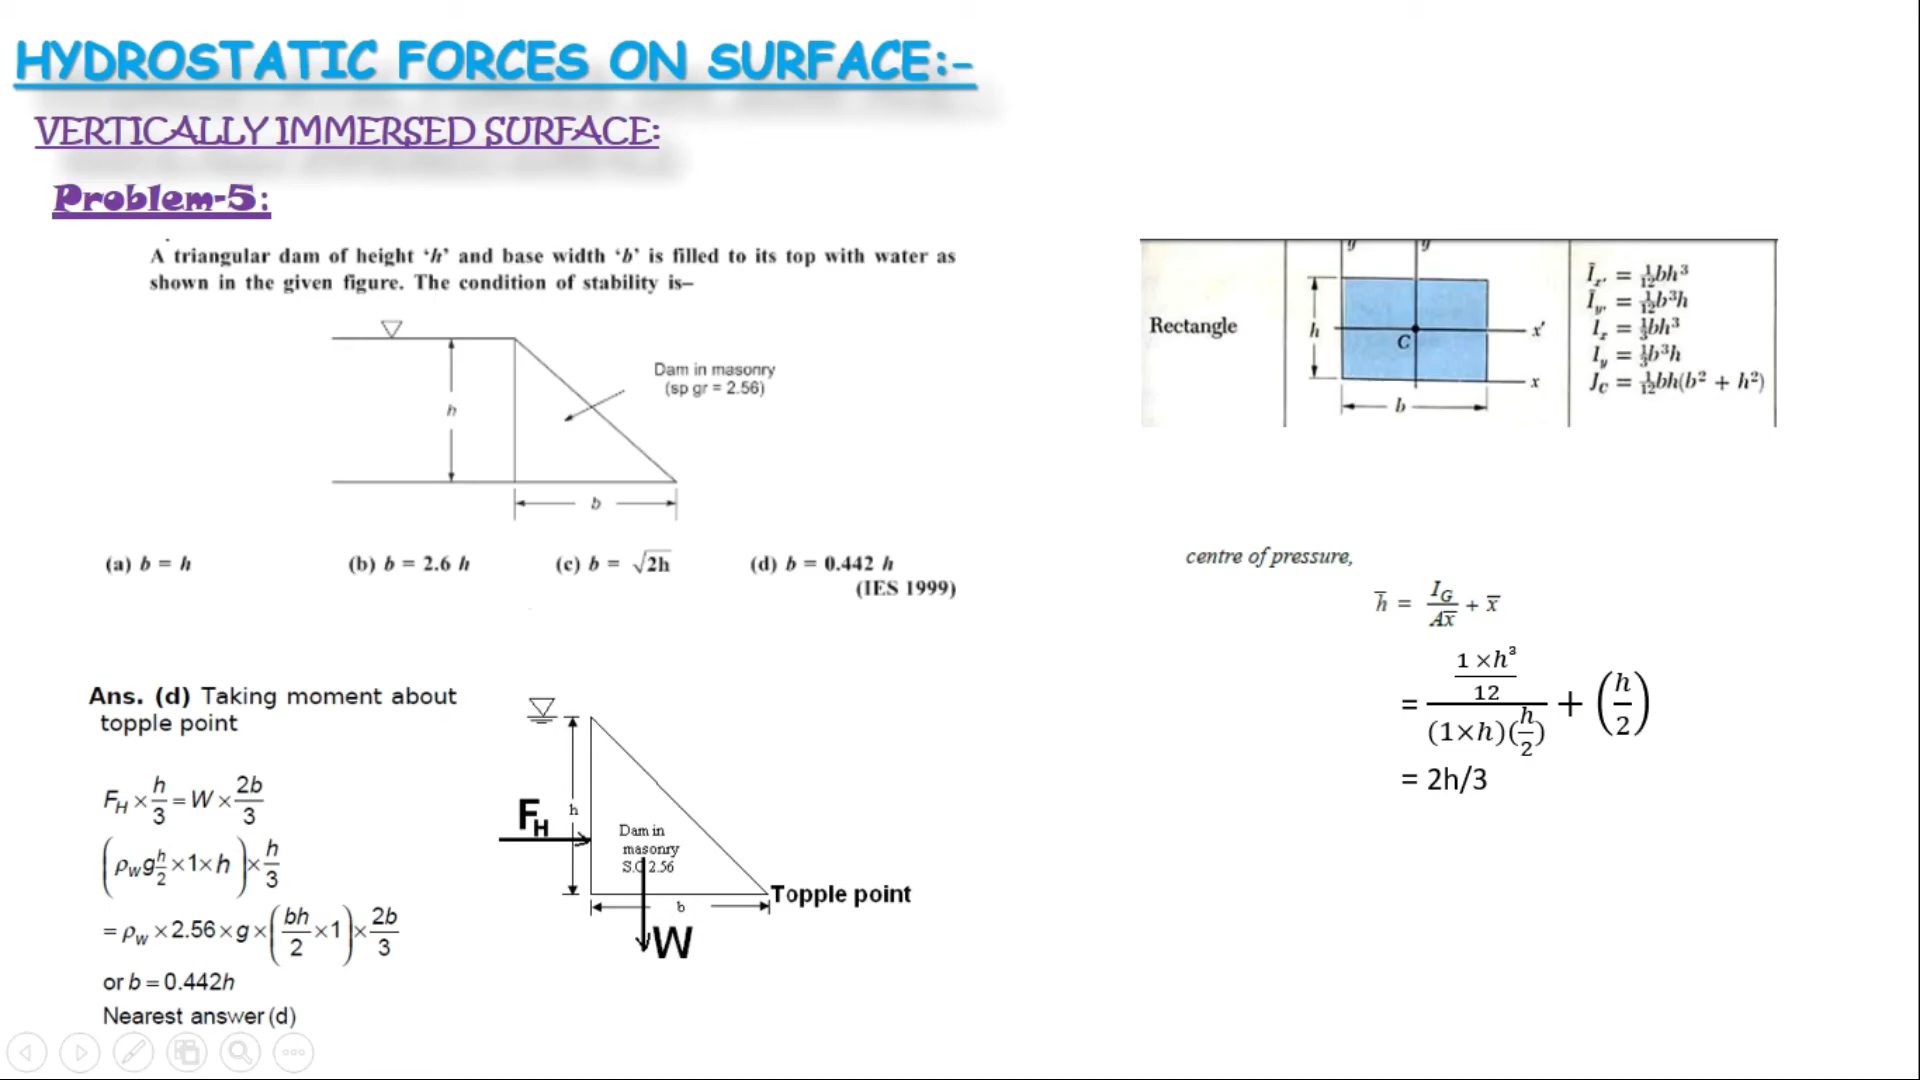 HYDROSTATIC FORCES ON SURFACE:-
VERTICALLY IMMERSED SURFACE:
Problem-5:
A triangular dam of height ‘h’ and base width ‘b’ is filled to its top with water as
shown in the given figure. The condition of stability is–
Dam in masonry
(sp gr = 2.56)
h
b
(a) b = h (b) b = 2.6 h (c) b = √2h (d) b = 0.442 h
(IES 1999)
Ans. (d) Taking moment about
topple point
F_H × h/3 = W × 2b/3
(ρ_w g h/2 × 1 × h) × h/3
= ρ_w × 2.56 × g × (bh/2 × 1) × 2b/3
or b = 0.442h
Nearest answer (d)
F_H
h
Dam in
masonry
S.G 2.56
Topple point
b
W
Rectangle
y y
h
C
x'
x
b
Ī_x' = 1/12 bh³
Ī_y' = 1/12 b³h
I_x = 1/3 bh³
I_y = 1/3 b³h
J_C = 1/12 bh(b² + h²)
centre of pressure,
h̄ = I_G/Ax̄ + x̄
= (1 ×h³/12)/((1×h)(h/2)) + (h/2)
= 2h/3